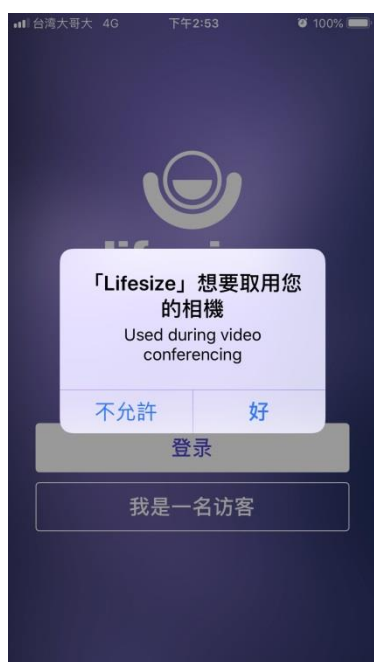 台湾大哥大 4G 下午2:53 100%
「Lifesize」想要取用您
的相機
Used during video
conferencing
不允許 好
登录
我是一名访客